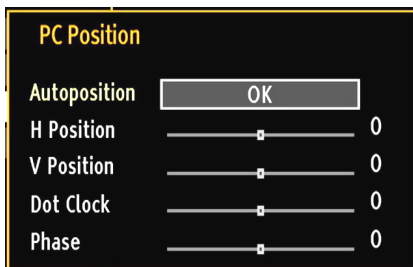 PC Position
Autoposition OK
H Position 0
V Position 0
Dot Clock 0
Phase 0